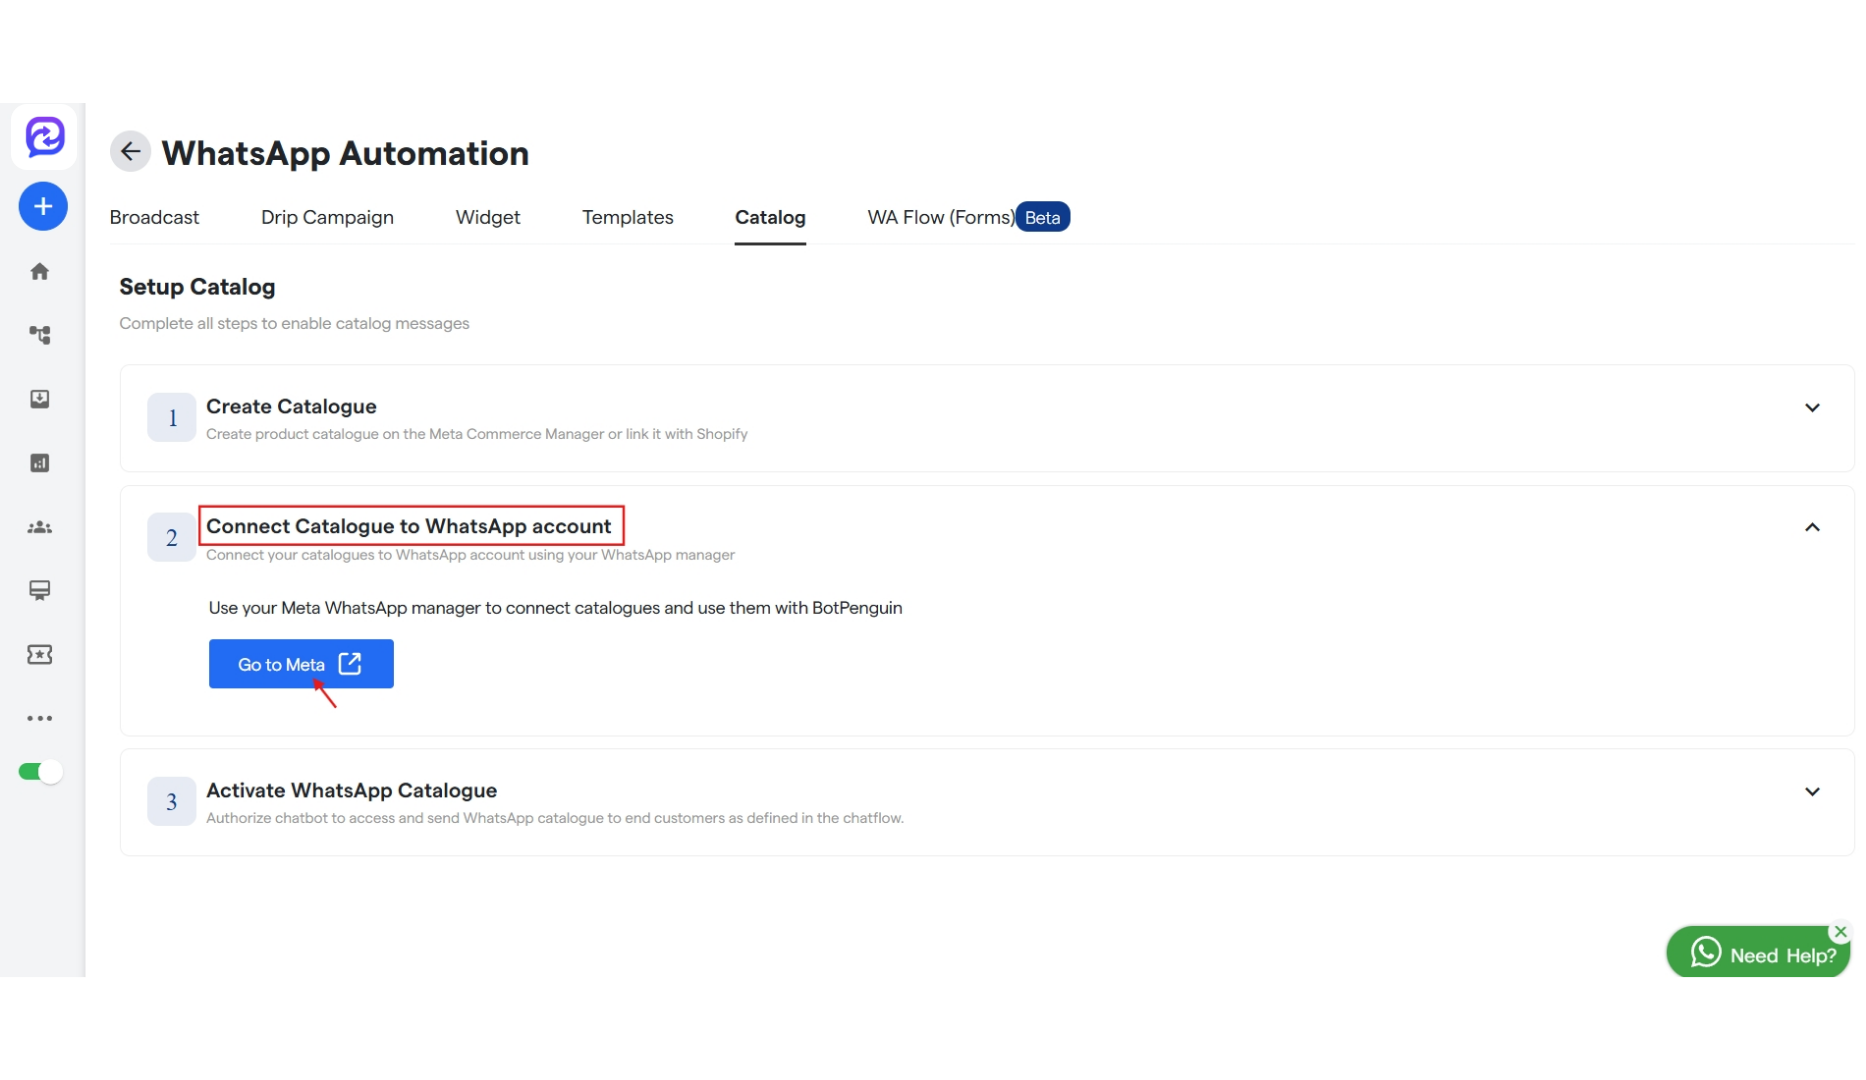 WhatsApp Automation
Broadcast Drip Campaign Widget Templates Catalog WA Flow (Forms) Beta
Setup Catalog
Complete all steps to enable catalog messages
1
Create Catalogue
Create product catalogue on the Meta Commerce Manager or link it with Shopify
2
Connect Catalogue to WhatsApp account
Connect your catalogues to WhatsApp account using your WhatsApp manager
Use your Meta WhatsApp manager to connect catalogues and use them with BotPenguin
Go to Meta
3
Activate WhatsApp Catalogue
Authorize chatbot to access and send WhatsApp catalogue to end customers as defined in the chatflow.
Need Help?